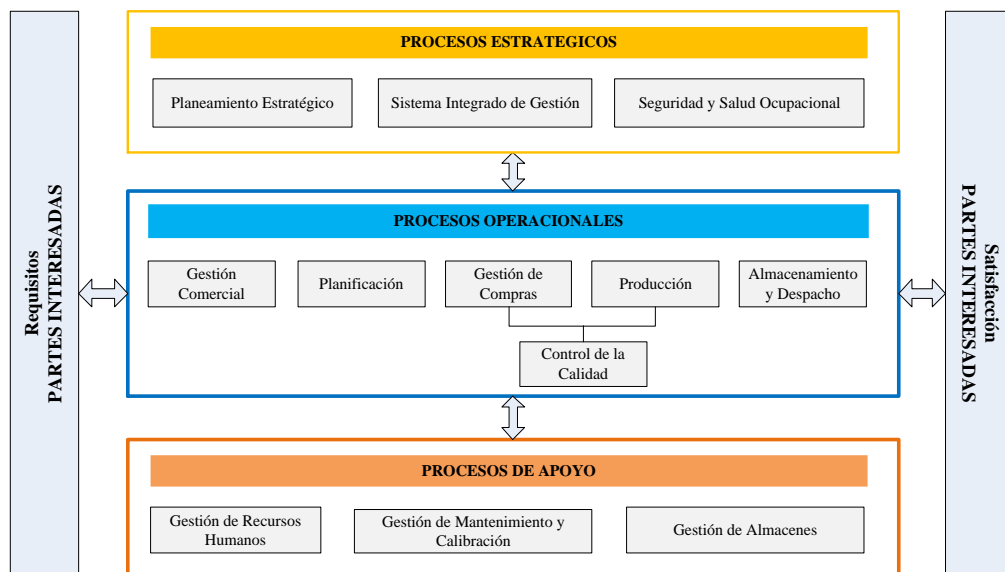 Requisitos
PARTES INTERESADAS
PROCESOS ESTRATEGICOS
Planeamiento Estratégico
Sistema Integrado de Gestión
Seguridad y Salud Ocupacional
PROCESOS OPERACIONALES
Gestión
Comercial
Planificación
Gestión de
Compras
Producción
Almacenamiento
y Despacho
Control de la
Calidad
PROCESOS DE APOYO
Gestión de Recursos
Humanos
Gestión de Mantenimiento y
Calibración
Gestión de Almacenes
Satisfacción
PARTES INTERESADAS